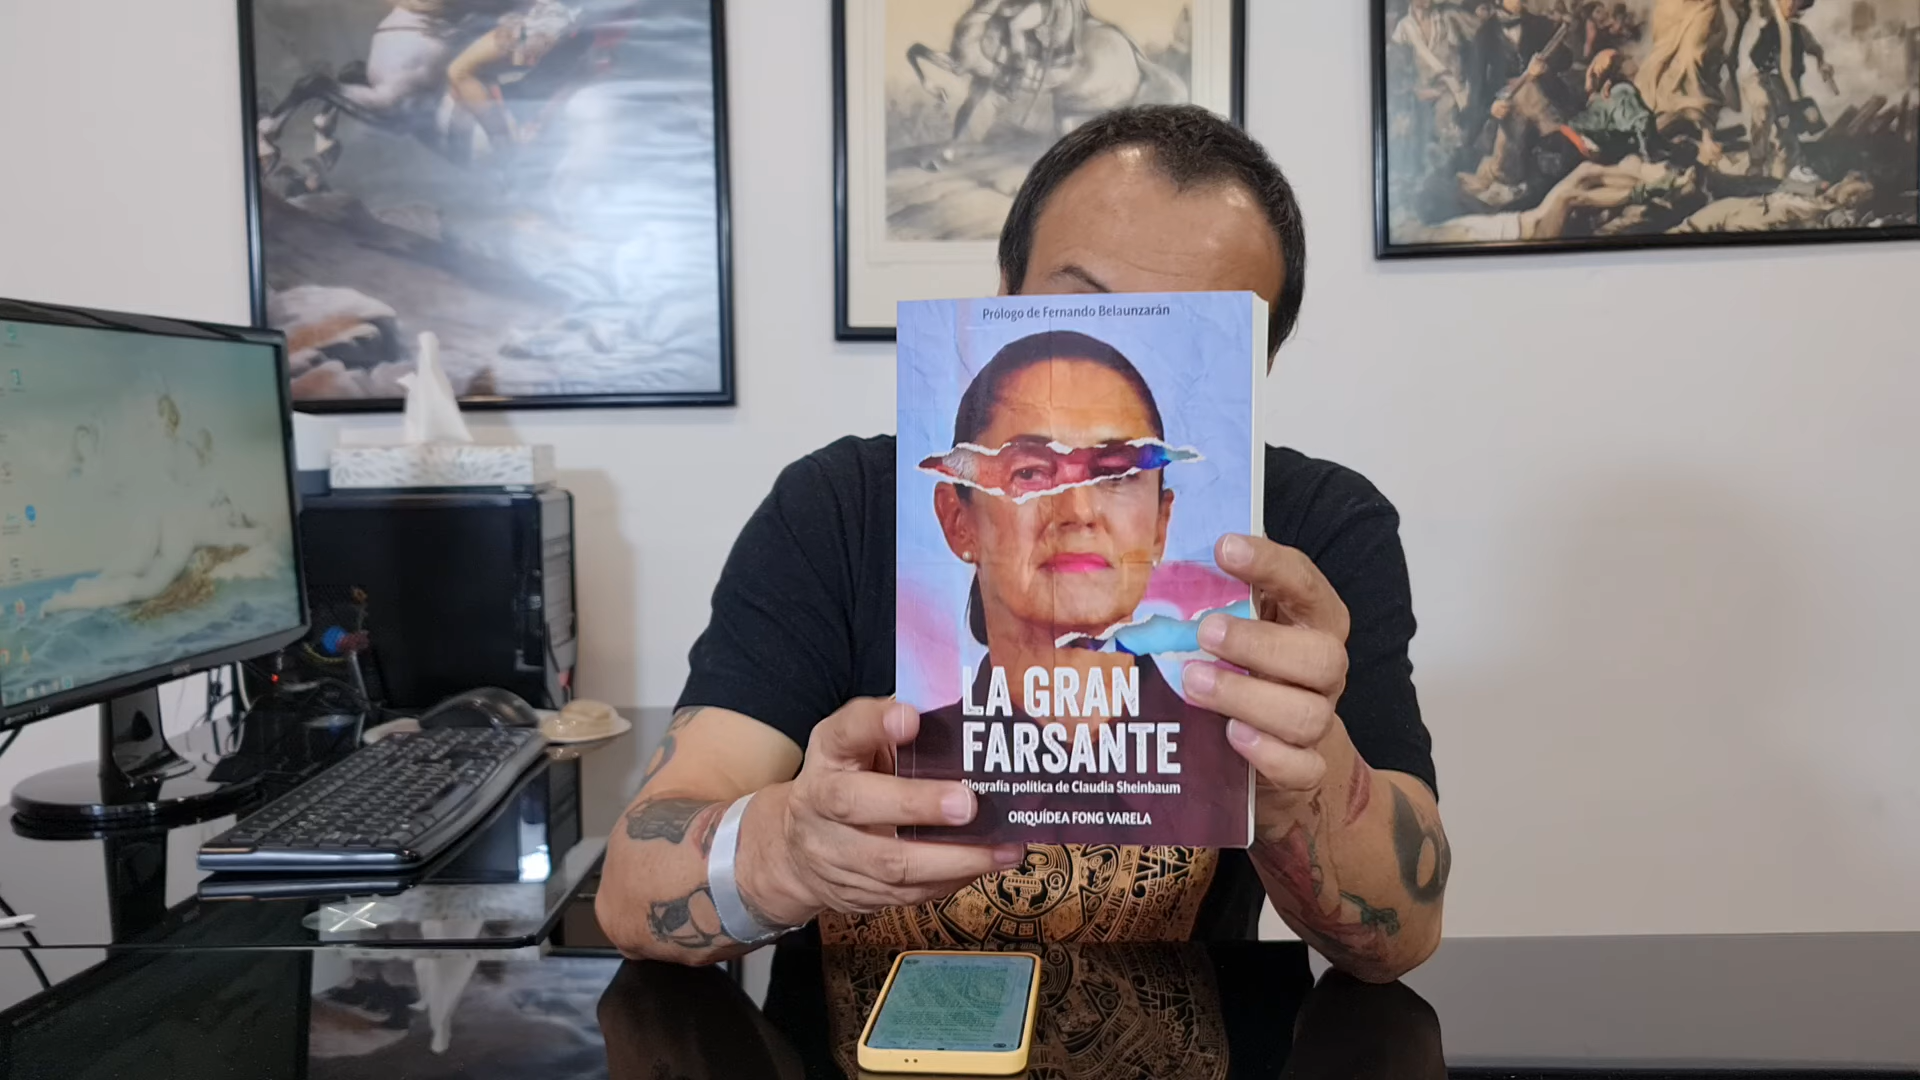 Prólogo de Fernando Belaunzarán
LA GRAN
FARSANTE
Biografía política de Claudia Sheinbaum
ORQUÍDEA FONG VARELA